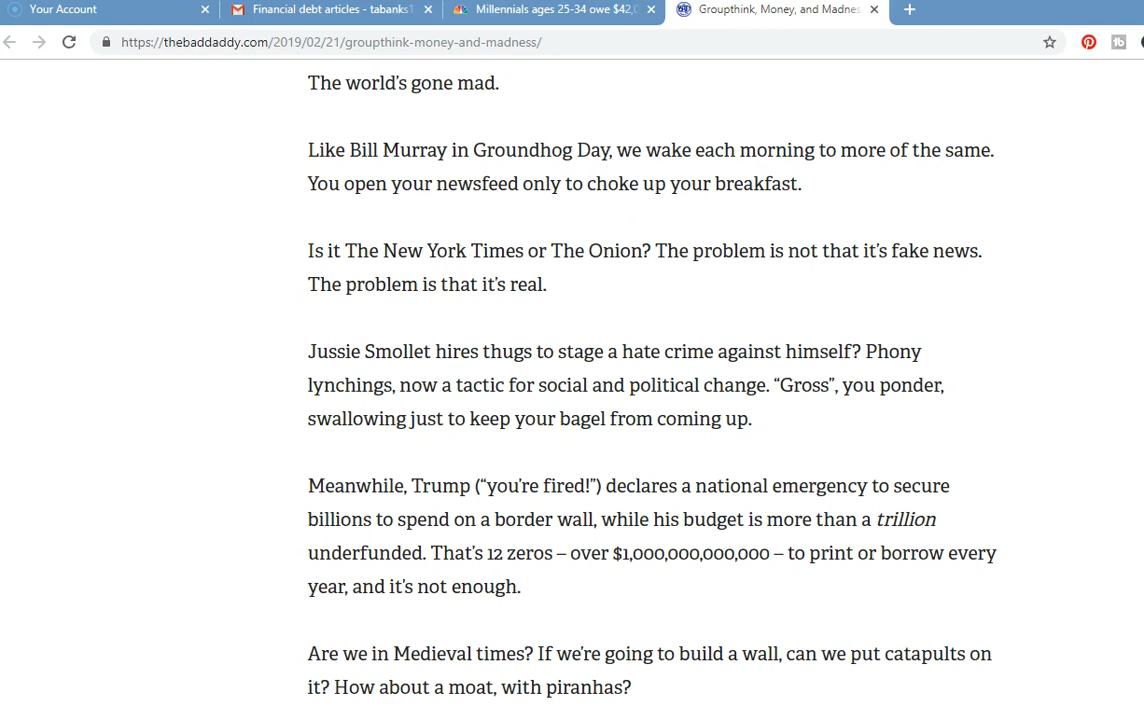 Your Account
Financial debt articles - tabanks1
Millennials ages 25-34 owe $42,0
Groupthink, Money, and Madnes
https://thebaddaddy.com/2019/02/21/groupthink-money-and-madness/
The world's gone mad.
Like Bill Murray in Groundhog Day, we wake each morning to more of the same.
You open your newsfeed only to choke up your breakfast.
Is it The New York Times or The Onion? The problem is not that it's fake news.
The problem is that it's real.
Jussie Smollet hires thugs to stage a hate crime against himself? Phony
lynchings, now a tactic for social and political change. “Gross”, you ponder,
swallowing just to keep your bagel from coming up.
Meanwhile, Trump (“you're fired!”) declares a national emergency to secure
billions to spend on a border wall, while his budget is more than a trillion
underfunded. That's 12 zeros – over $1,000,000,000,000 – to print or borrow every
year, and it's not enough.
Are we in Medieval times? If we're going to build a wall, can we put catapults on
it? How about a moat, with piranhas?